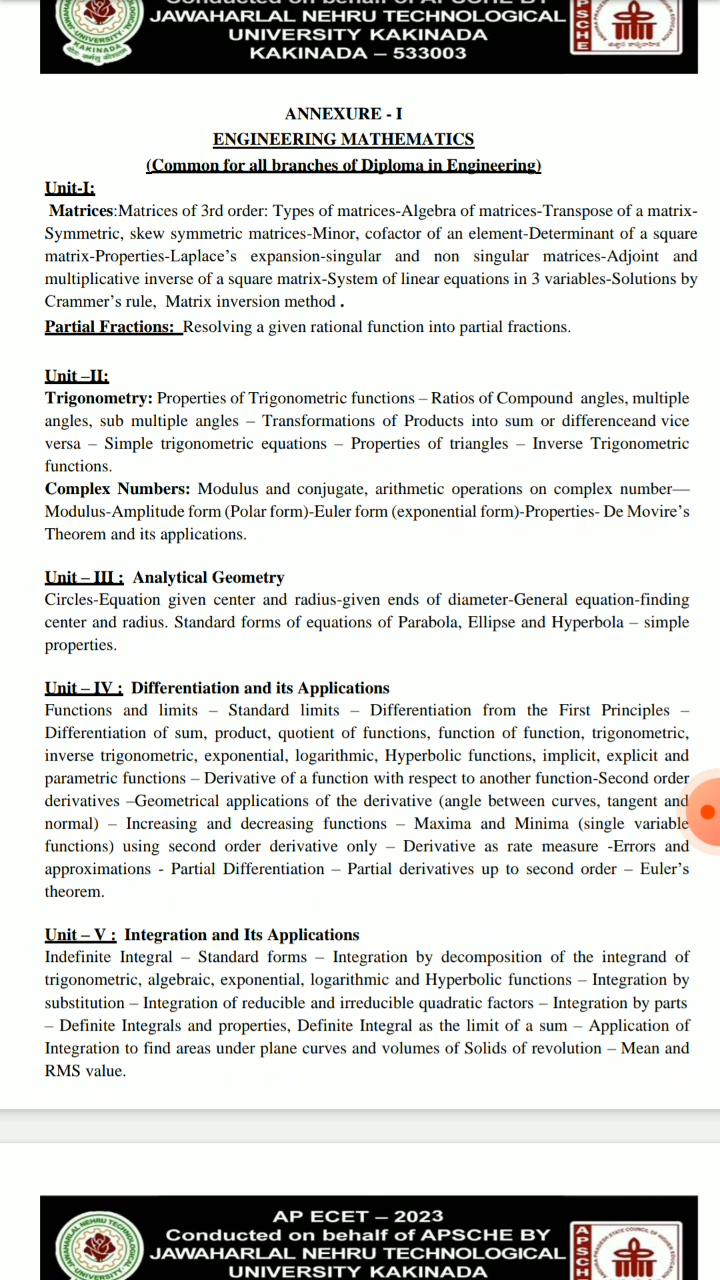 JAWAHARLAL NEHRU TECHNOLOGICAL
UNIVERSITY KAKINADA
KAKINADA – 533003
ANNEXURE - I
ENGINEERING MATHEMATICS
(Common for all branches of Diploma in Engineering)
Unit-I:
Matrices:Matrices of 3rd order: Types of matrices-Algebra of matrices-Transpose of a matrix-
Symmetric, skew symmetric matrices-Minor, cofactor of an element-Determinant of a square
matrix-Properties-Laplace's expansion-singular and non singular matrices-Adjoint and
multiplicative inverse of a square matrix-System of linear equations in 3 variables-Solutions by
Crammer's rule, Matrix inversion method .
Partial Fractions: Resolving a given rational function into partial fractions.
Unit –II:
Trigonometry: Properties of Trigonometric functions – Ratios of Compound angles, multiple
angles, sub multiple angles – Transformations of Products into sum or differenceand vice
versa – Simple trigonometric equations – Properties of triangles – Inverse Trigonometric
functions.
Complex Numbers: Modulus and conjugate, arithmetic operations on complex number—
Modulus-Amplitude form (Polar form)-Euler form (exponential form)-Properties- De Movire's
Theorem and its applications.
Unit – III : Analytical Geometry
Circles-Equation given center and radius-given ends of diameter-General equation-finding
center and radius. Standard forms of equations of Parabola, Ellipse and Hyperbola – simple
properties.
Unit – IV : Differentiation and its Applications
Functions and limits – Standard limits – Differentiation from the First Principles –
Differentiation of sum, product, quotient of functions, function of function, trigonometric,
inverse trigonometric, exponential, logarithmic, Hyperbolic functions, implicit, explicit and
parametric functions – Derivative of a function with respect to another function-Second order
derivatives –Geometrical applications of the derivative (angle between curves, tangent and
normal) – Increasing and decreasing functions – Maxima and Minima (single variable
functions) using second order derivative only – Derivative as rate measure -Errors and
approximations - Partial Differentiation – Partial derivatives up to second order – Euler's
theorem.
Unit – V : Integration and Its Applications
Indefinite Integral – Standard forms – Integration by decomposition of the integrand of
trigonometric, algebraic, exponential, logarithmic and Hyperbolic functions – Integration by
substitution – Integration of reducible and irreducible quadratic factors – Integration by parts
– Definite Integrals and properties, Definite Integral as the limit of a sum – Application of
Integration to find areas under plane curves and volumes of Solids of revolution – Mean and
RMS value.
AP ECET – 2023
Conducted on behalf of APSCHE BY
JAWAHARLAL NEHRU TECHNOLOGICAL
UNIVERSITY KAKINADA